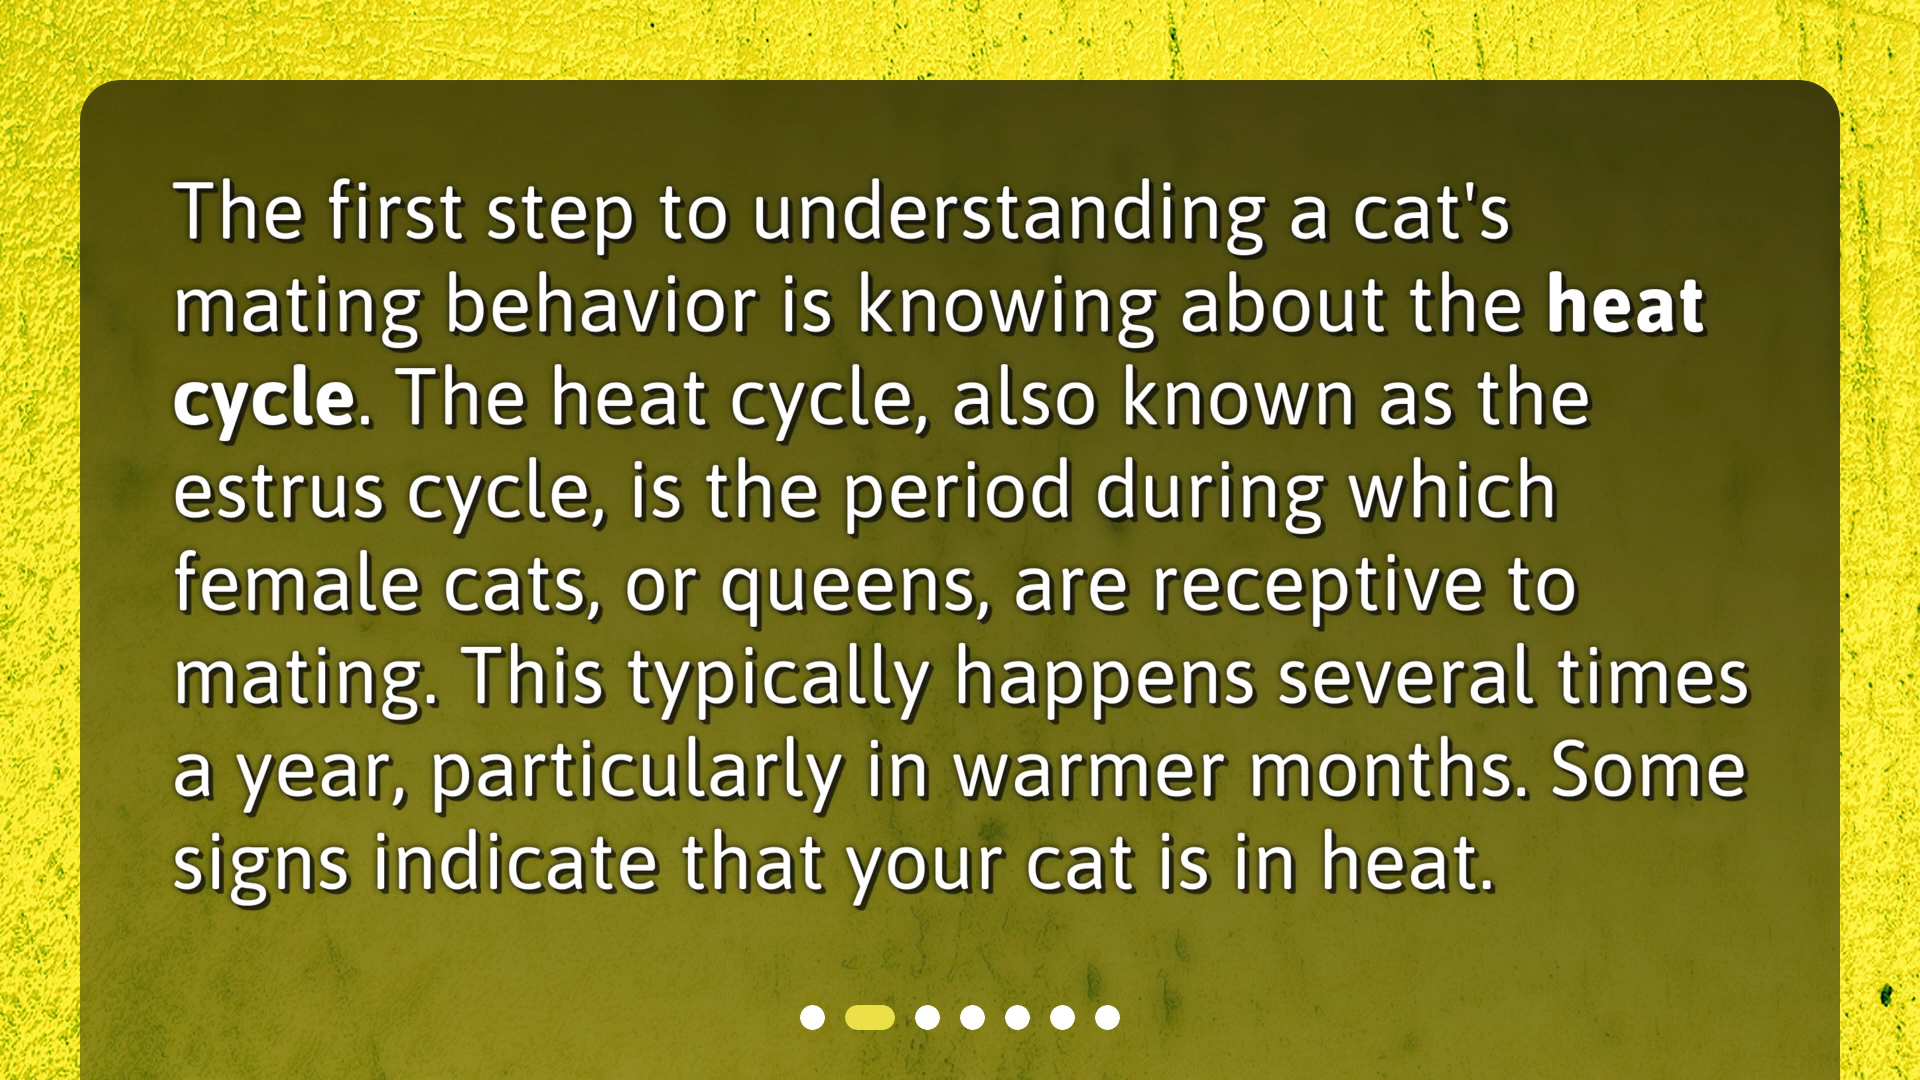 The first step to understanding a cat's
mating behavior is knowing about the heat
cycle. The heat cycle, also known as the
estrus cycle, is the period during which
female cats, or queens, are receptive to
mating. This typically happens several times
a year, particularly in warmer months. Some
signs indicate that your cat is in heat.